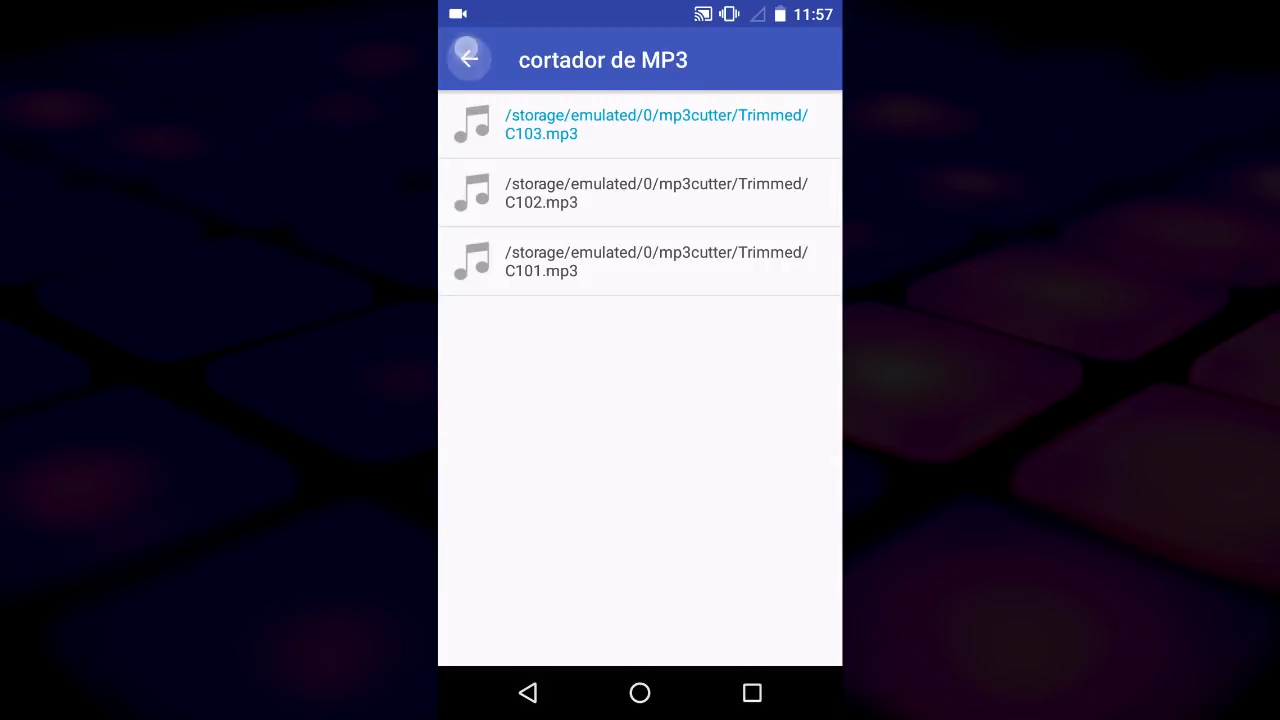 11:57
cortador de MP3
/storage/emulated/0/mp3cutter/Trimmed/
C103.mp3
/storage/emulated/0/mp3cutter/Trimmed/
C102.mp3
/storage/emulated/0/mp3cutter/Trimmed/
C101.mp3